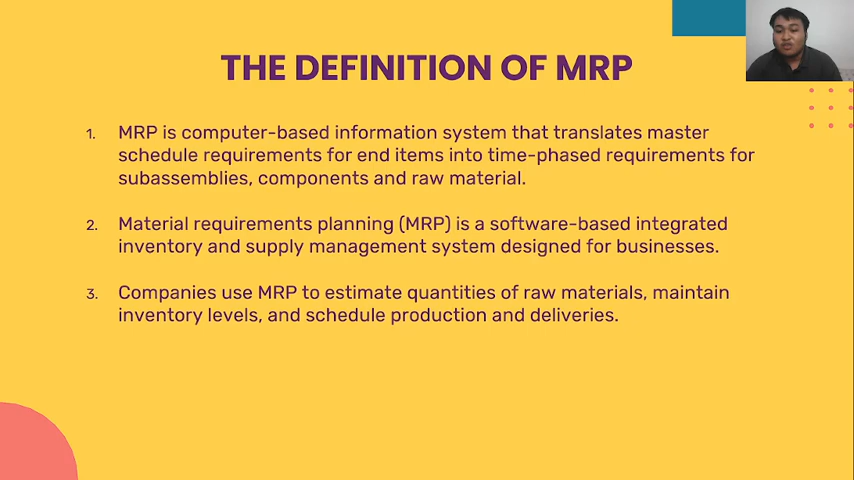 THE DEFINITION OF MRP
1. MRP is computer-based information system that translates master
schedule requirements for end items into time-phased requirements for
subassemblies, components and raw material.
2. Material requirements planning (MRP) is a software-based integrated
inventory and supply management system designed for businesses.
3. Companies use MRP to estimate quantities of raw materials, maintain
inventory levels, and schedule production and deliveries.